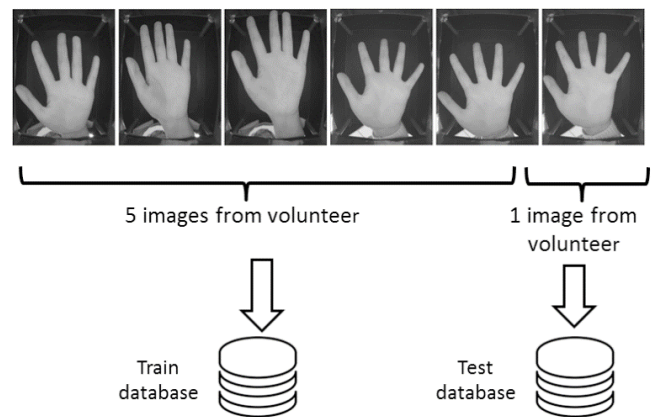 5 images from volunteer
1 image from
volunteer
Train
database
Test
database